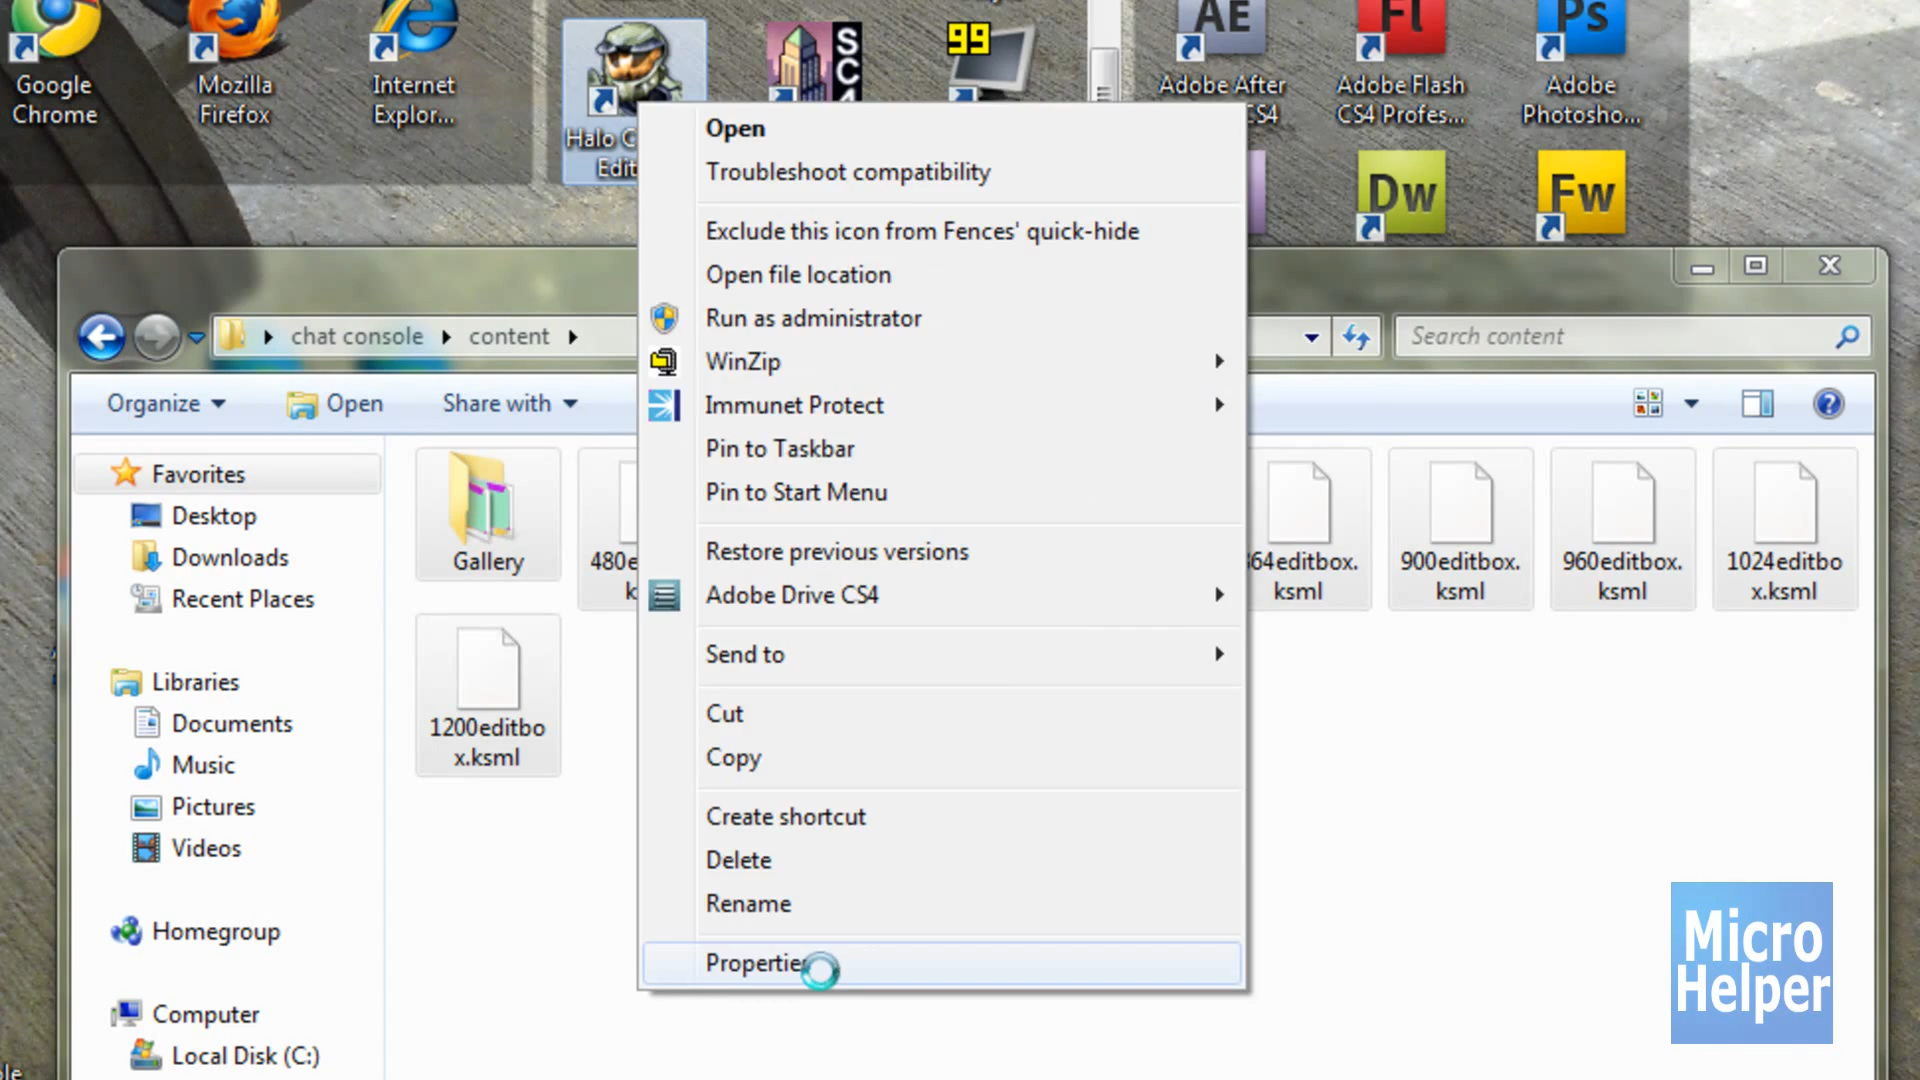 AE
Fl
Ps
Google
Chrome
Mozilla
Firefox
Internet
Explor...
Halo C
Edit
SC4
99
Adobe After
CS4
Adobe Flash
CS4 Profes...
Adobe
Photosho...
Dw
Fw
Open
Troubleshoot compatibility
Exclude this icon from Fences' quick-hide
Open file location
Run as administrator
WinZip
Immunet Protect
Pin to Taskbar
Pin to Start Menu
Restore previous versions
Adobe Drive CS4
Send to
Cut
Copy
Create shortcut
Delete
Rename
Properties
chat console
content
Search content
Organize
Open
Share with
Favorites
Desktop
Downloads
Recent Places
Libraries
Documents
Music
Pictures
Videos
Homegroup
Computer
Local Disk (C:)
Gallery
480e
k
864editbox.
ksml
900editbox.
ksml
960editbox.
ksml
1024editbo
x.ksml
1200editbo
x.ksml
Micro
Helper